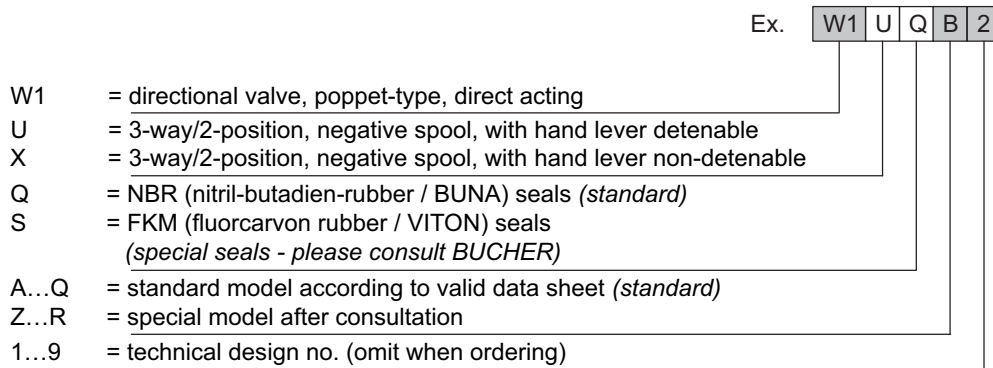 Ex. W1 U Q B 2
W1 = directional valve, poppet-type, direct acting
U = 3-way/2-position, negative spool, with hand lever detenable
X = 3-way/2-position, negative spool, with hand lever non-detenable
Q = NBR (nitril-butadien-rubber / BUNA) seals (standard)
S = FKM (fluorcarvon rubber / VITON) seals
(special seals - please consult BUCHER)
A…Q = standard model according to valid data sheet (standard)
Z…R = special model after consultation
1…9 = technical design no. (omit when ordering)